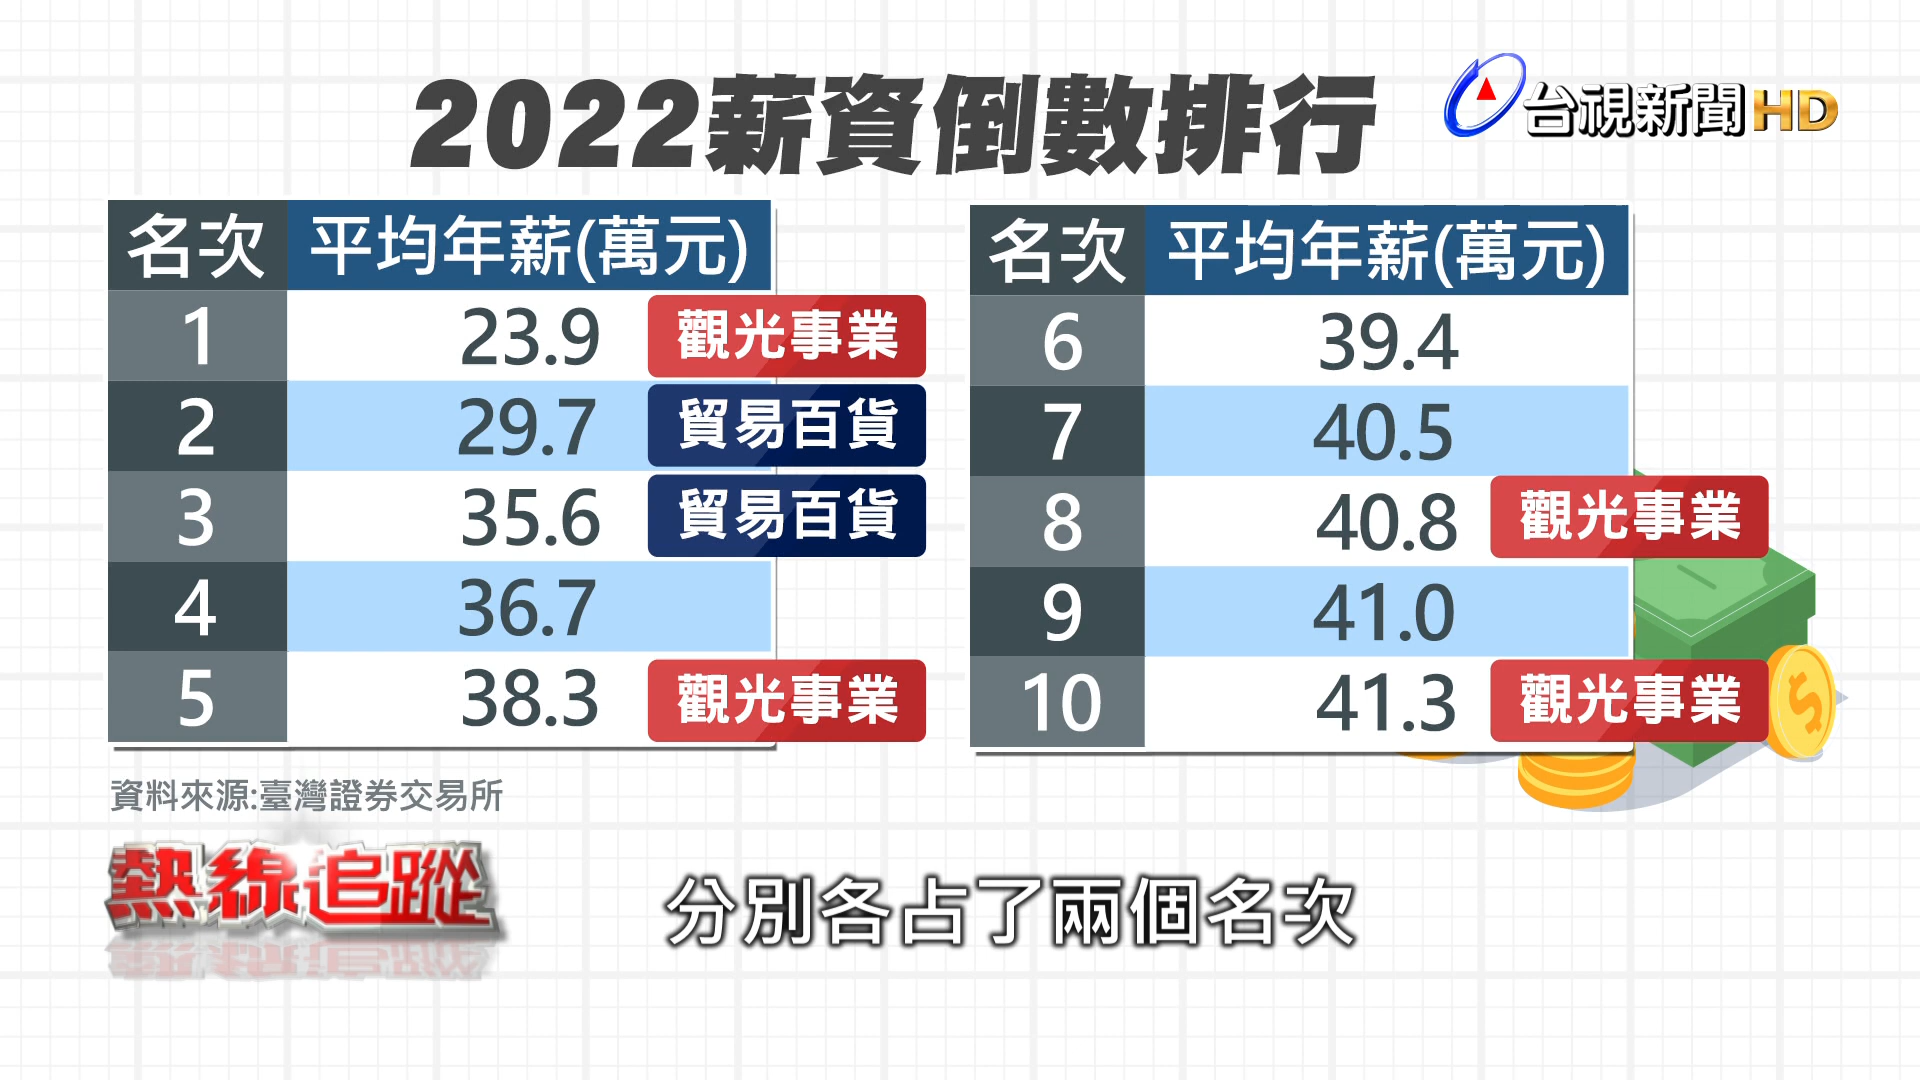 2022薪資倒數排行
台視新聞HD
名次 平均年薪(萬元)
1 23.9 觀光事業
2 29.7 貿易百貨
3 35.6 貿易百貨
4 36.7
5 38.3 觀光事業
名次 平均年薪(萬元)
6 39.4
7 40.5
8 40.8 觀光事業
9 41.0
10 41.3 觀光事業
資料來源:臺灣證券交易所
熱線追蹤
分別各占了兩個名次